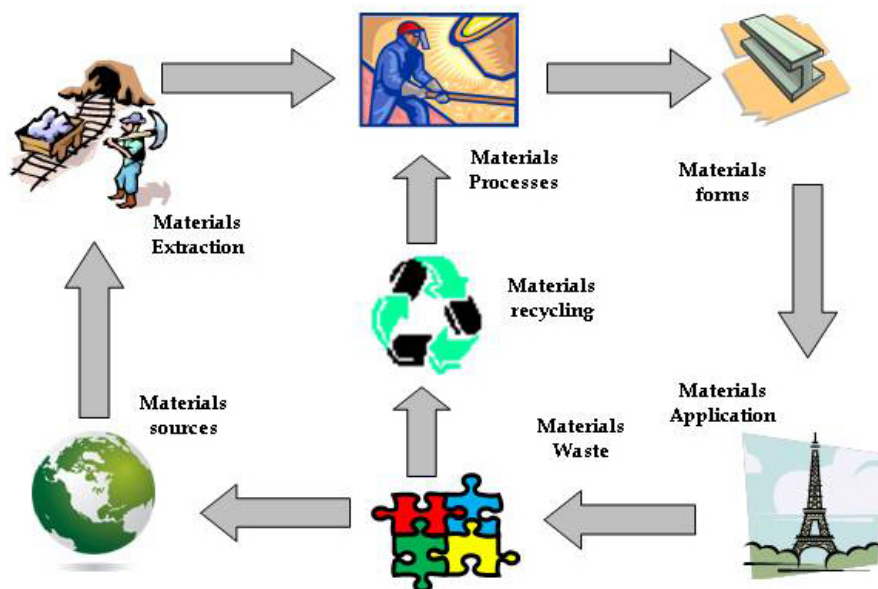 Materials
Processes
Materials
forms
Materials
Extraction
Materials
recycling
Materials
sources
Materials
Application
Materials
Waste